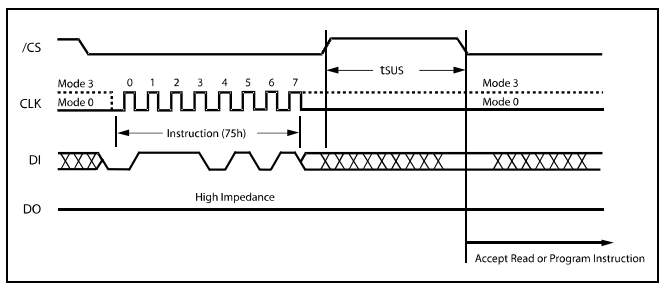 /CS
tSUS
Mode 3 0 1 2 3 4 5 6 7 Mode 3
CLK Mode 0 Mode 0
Instruction (75h)
DI
High Impedance
DO
Accept Read or Program Instruction